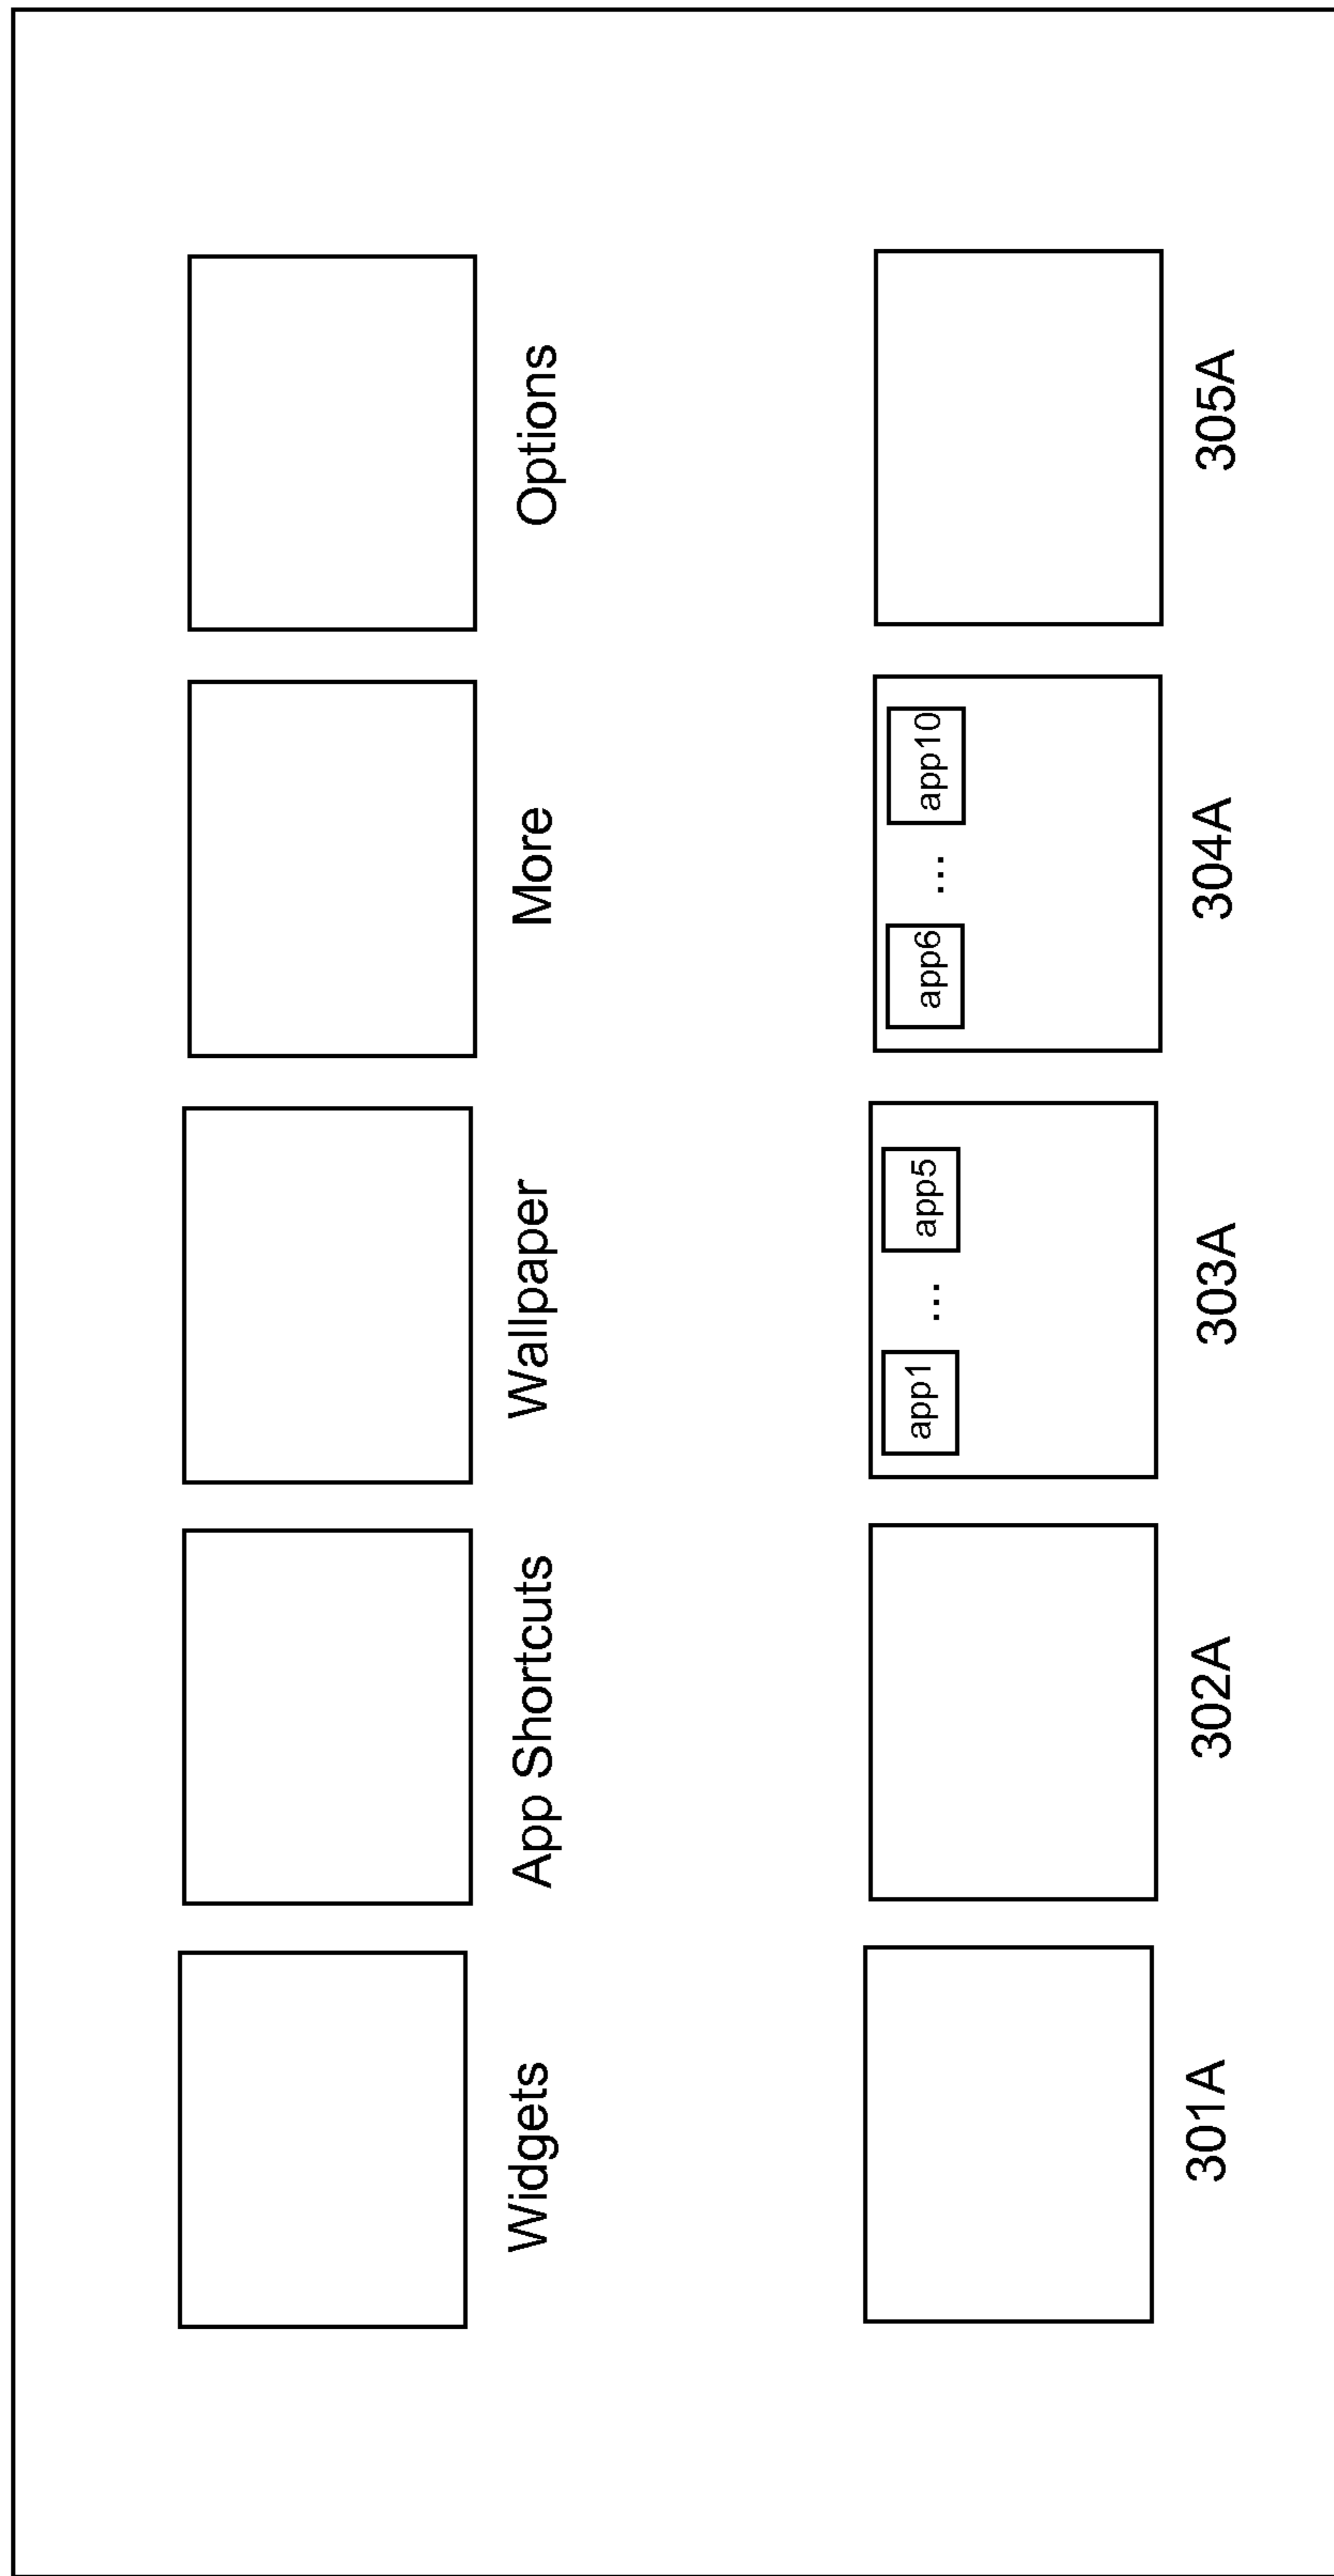 Widgets
App Shortcuts
Wallpaper
More
Options
app1 ... app5
app6 ... app10
301A
302A
303A
304A
305A